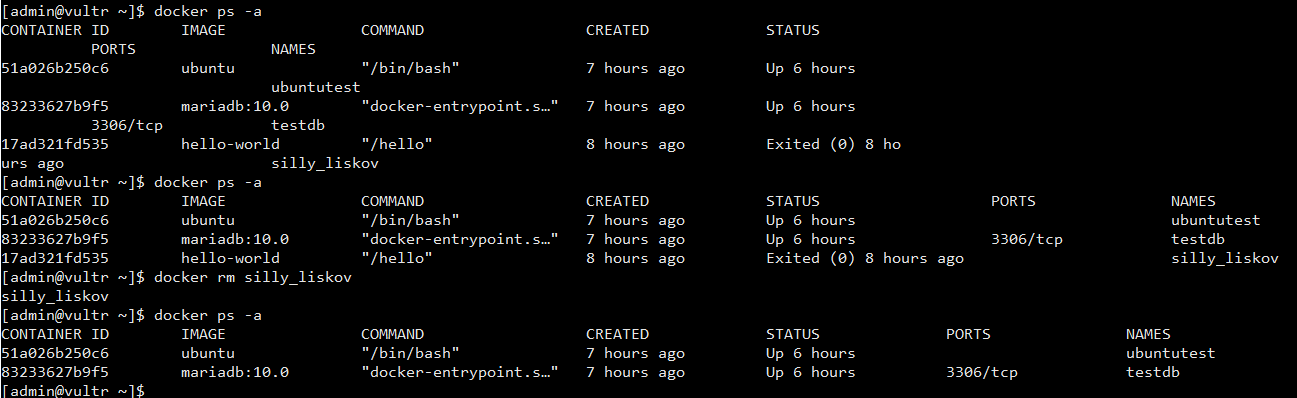 [admin@vultr ~]$ docker ps -a
CONTAINER ID        IMAGE               COMMAND                  CREATED             STATUS
          PORTS               NAMES
51a026b250c6        ubuntu              "/bin/bash"              7 hours ago         Up 6 hours
                              ubuntutest
83233627b9f5        mariadb:10.0        "docker-entrypoint.s…"   7 hours ago         Up 6 hours
          3306/tcp            testdb
17ad321fd535        hello-world         "/hello"                 8 hours ago         Exited (0) 8 ho
urs ago                       silly_liskov
[admin@vultr ~]$ docker ps -a
CONTAINER ID        IMAGE               COMMAND                  CREATED             STATUS                   PORTS               NAMES
51a026b250c6        ubuntu              "/bin/bash"              7 hours ago         Up 6 hours                                   ubuntutest
83233627b9f5        mariadb:10.0        "docker-entrypoint.s…"   7 hours ago         Up 6 hours               3306/tcp            testdb
17ad321fd535        hello-world         "/hello"                 8 hours ago         Exited (0) 8 hours ago                       silly_liskov
[admin@vultr ~]$ docker rm silly_liskov
silly_liskov
[admin@vultr ~]$ docker ps -a
CONTAINER ID        IMAGE               COMMAND                  CREATED             STATUS              PORTS               NAMES
51a026b250c6        ubuntu              "/bin/bash"              7 hours ago         Up 6 hours                              ubuntutest
83233627b9f5        mariadb:10.0        "docker-entrypoint.s…"   7 hours ago         Up 6 hours          3306/tcp            testdb
[admin@vultr ~]$